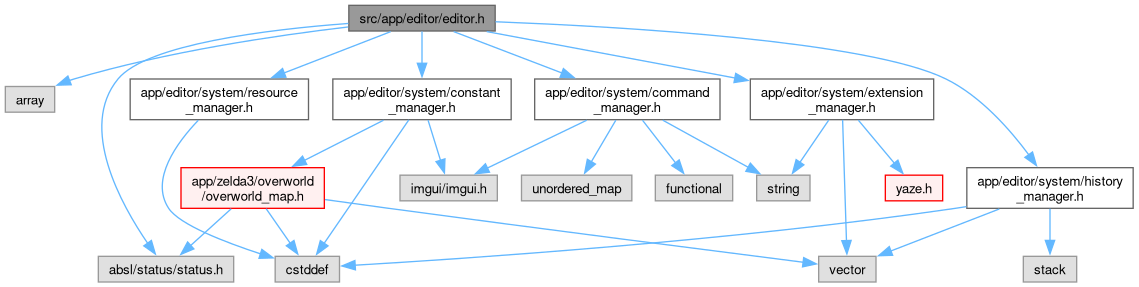 src/app/editor/editor.h
array
app/editor/system/resource
_manager.h
app/editor/system/constant
_manager.h
app/editor/system/command
_manager.h
app/editor/system/extension
_manager.h
app/zelda3/overworld
/overworld_map.h
imgui/imgui.h
unordered_map
functional
string
yaze.h
app/editor/system/history
_manager.h
absl/status/status.h
cstddef
vector
stack